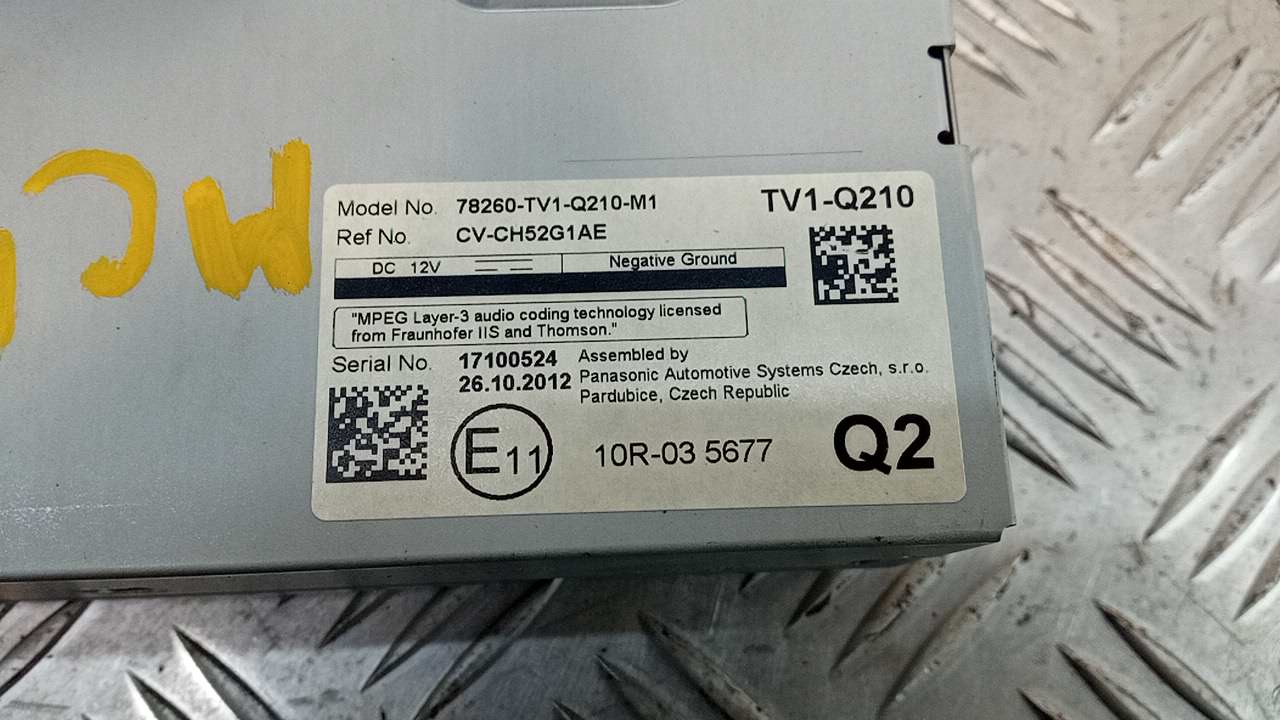 Model No. 78260-TV1-Q210-M1 TV1-Q210
Ref No. CV-CH52G1AE
DC 12V Negative Ground
"MPEG Layer-3 audio coding technology licensed
from Fraunhofer IIS and Thomson."
Serial No. 17100524
26.10.2012
Assembled by
Panasonic Automotive Systems Czech, s.r.o.
Pardubice, Czech Republic
E11 10R-03 5677 Q2